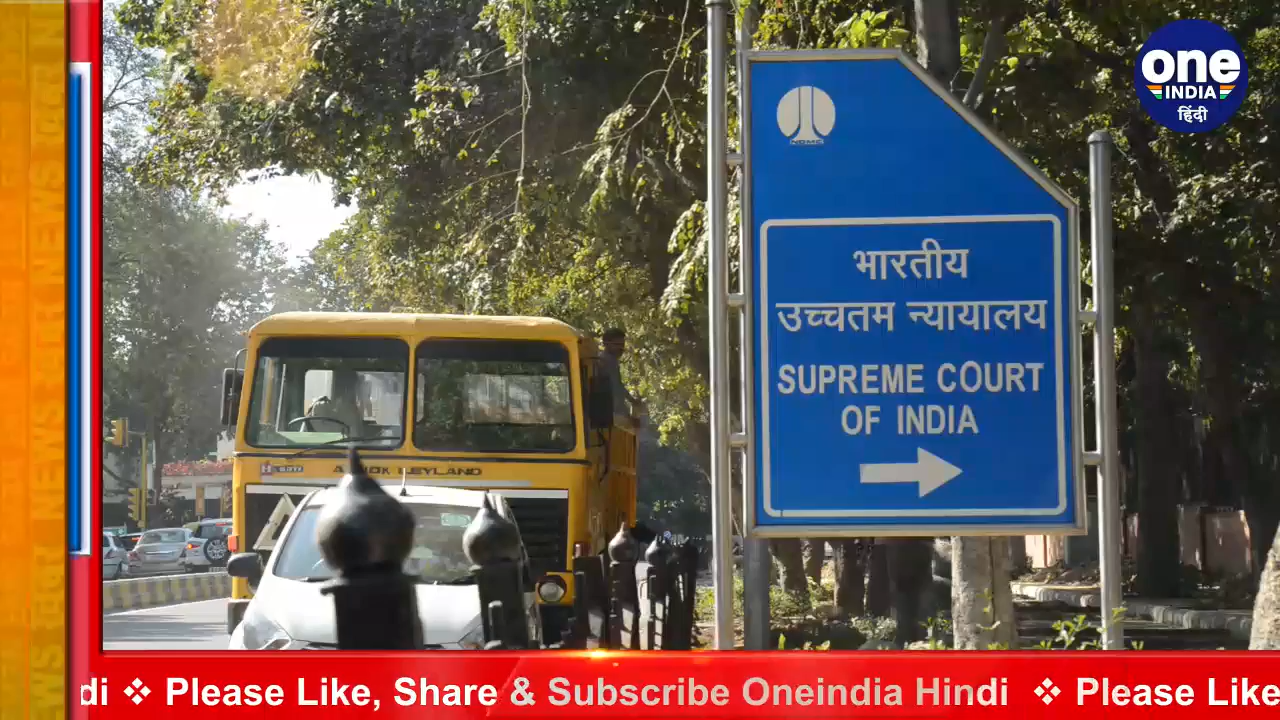 one
INDIA
हिंदी
NDMC
भारतीय
उच्चतम न्यायालय
SUPREME COURT
OF INDIA
ASHOK LEYLAND
di ❖ Please Like, Share & Subscribe Oneindia Hindi ❖ Please Like